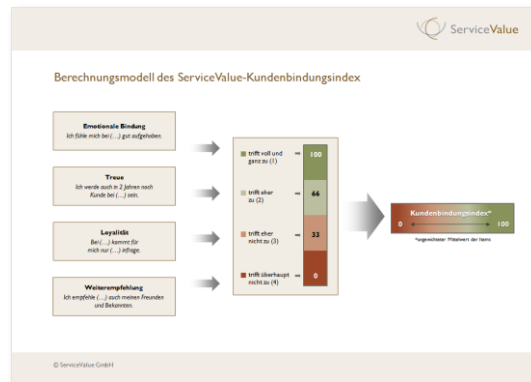 ServiceValue
Berechnungsmodell des ServiceValue-Kundenbindungsindex
Emotionale Bindung
Ich fühle mich bei (…) gut aufgehoben.
Treue
Ich werde auch in 2 Jahren noch
Kunde bei (…) sein.
Loyalität
Bei (…) kommt für
mich nur (…) infrage.
Weiterempfehlung
Ich empfehle (…) auch meinen Freunden
und Bekannten.
trifft voll und
ganz zu (1)
100
trifft eher
zu (2)
66
trifft eher
nicht zu (3)
33
trifft überhaupt
nicht zu (4)
0
Kundenbindungsindex*
0 100
*ungewichteter Mittelwert der Items
© ServiceValue GmbH